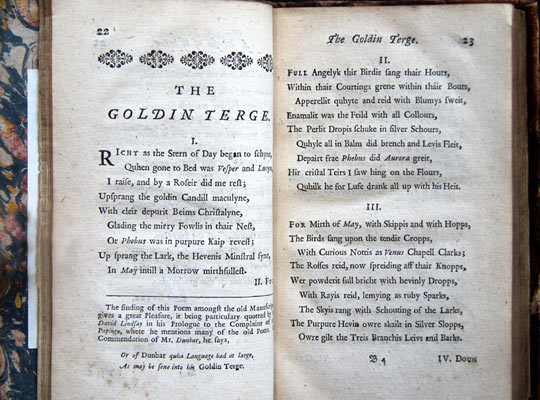 22
THE
GOLDIN TERGE.
I.
RICHT as the Stern of Day began to schyne,
Quhen gone to Bed was Vesper and Lucyne,
I raise, and by a Roseir did me rest;
Upsprang the goldin Candill matutyne,
With cleir depurit Beims Christalyne,
Glading the mirry Fowlis in thair Nest,
Or Phebus was in purpure Kaip revest;
Up sprang the Lark, the Hevenis Minstral syne,
In May intill a Morrow mirthfullest.
II. Full
The finding of this Poem amongst the old Manuscripts
gives a great Pleasure, it being particulary quoted by
David Lindsay in his Prologue to the Complaint of
Papingo, where he mentions many of the old Poets
Commendation of Mr. Dunbar, he says,
Or of Dunbar quha Language had at large,
As may be sene into his Goldin Terge.
The Goldin Terge. 23
II.
FULL Angelyk thir Birdis sang thair Hours,
Within thair Courtings grene within thair Bours,
Apperellit quhyte and reid with Blumys sweit,
Enamalit was the Feild with all Collours,
The Perlit Dropis schuke in silver Schours,
Quhyle all in Balm did brench and Levis Fleit,
Depairt frae Phebus did Aurora greit,
Hir cristal Teirs I saw hing on the Flours,
Quhilk he for Lufe drank all up with his Heit.
III.
FOR Mirth of May, with Skippis and with Hopps,
The Birds sang upon the tendir Cropps,
With Curious Nottis as Venus Chapell Clarks;
The Rosses reid, now spreiding aff thair Knopps,
Wer powderit full bricht with hevinly Dropps,
With Rayis reid, lemying as ruby Sparks,
The Skyis rang with Schouting of the Larks,
The Purpure Hevin owre skailt in Silver Slopps,
Owre gilt the Treis Branchis Leivs and Barks.
B 4 IV. Doun